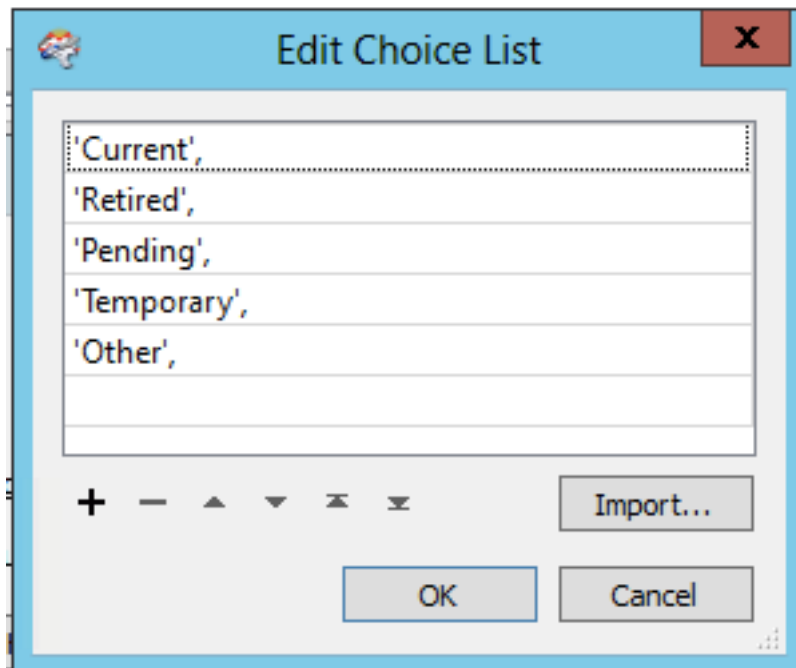 Edit Choice List
x
'Current',
'Retired',
'Pending',
'Temporary',
'Other',
Import...
OK
Cancel